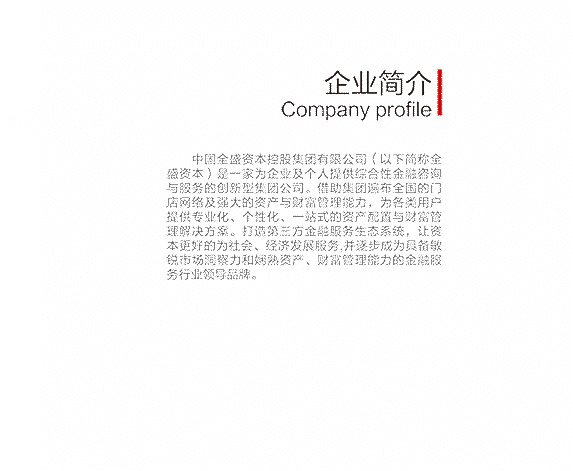 企业简介
Company profile
中国全盛资本控股集团有限公司（以下简称全
盛资本）是一家为企业及个人提供综合性金融咨询
与服务的创新型集团公司。借助集团遍布全国的门
店网络及强大的资产与财富管理能力，为各类用户
提供专业化、个性化、一站式的资产配置与财富管
理解决方案。打造第三方金融服务生态系统，让资
本更好的为社会、经济发展服务,并逐步成为具备敏
锐市场洞察力和娴熟资产、财富管理能力的金融服
务行业领导品牌。